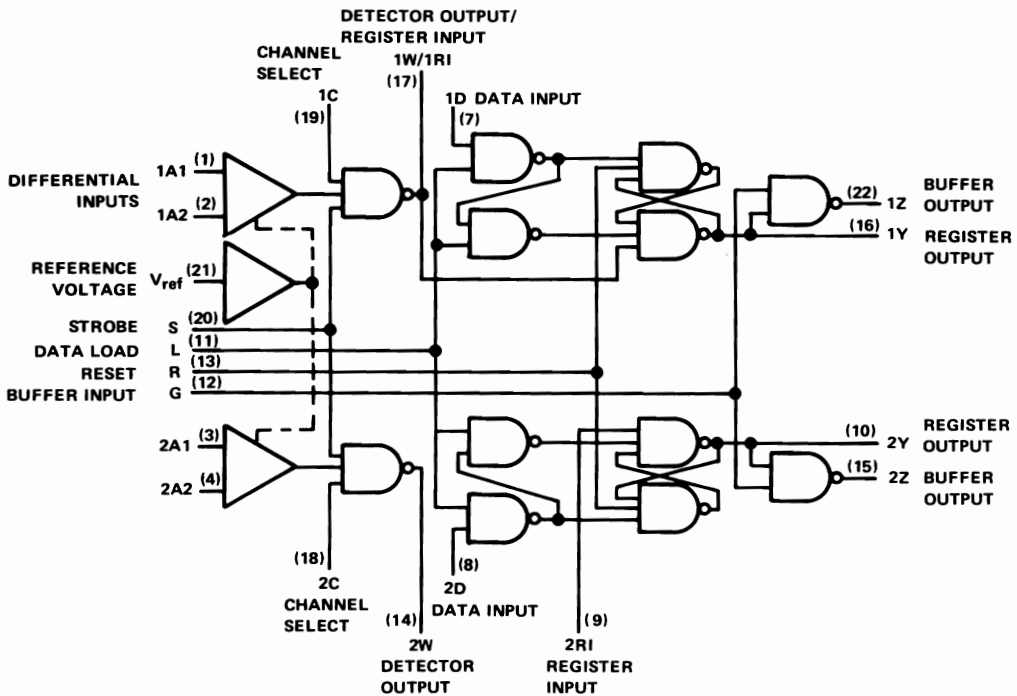 DETECTOR OUTPUT/
REGISTER INPUT
1W/1RI
(17)
CHANNEL
SELECT
1C
(19)
1D DATA INPUT
(7)
DIFFERENTIAL
INPUTS
1A1 (1)
1A2 (2)
(22) 1Z BUFFER
OUTPUT
(16) 1Y REGISTER
OUTPUT
REFERENCE
VOLTAGE
Vref (21)
STROBE S (20)
DATA LOAD L (11)
RESET R (13)
BUFFER INPUT G (12)
2A1 (3)
2A2 (4)
(10) 2Y REGISTER
OUTPUT
(15) 2Z BUFFER
OUTPUT
(18)
2C
CHANNEL
SELECT
(8)
2D
DATA INPUT
(14)
2W
DETECTOR
OUTPUT
(9)
2RI
REGISTER
INPUT